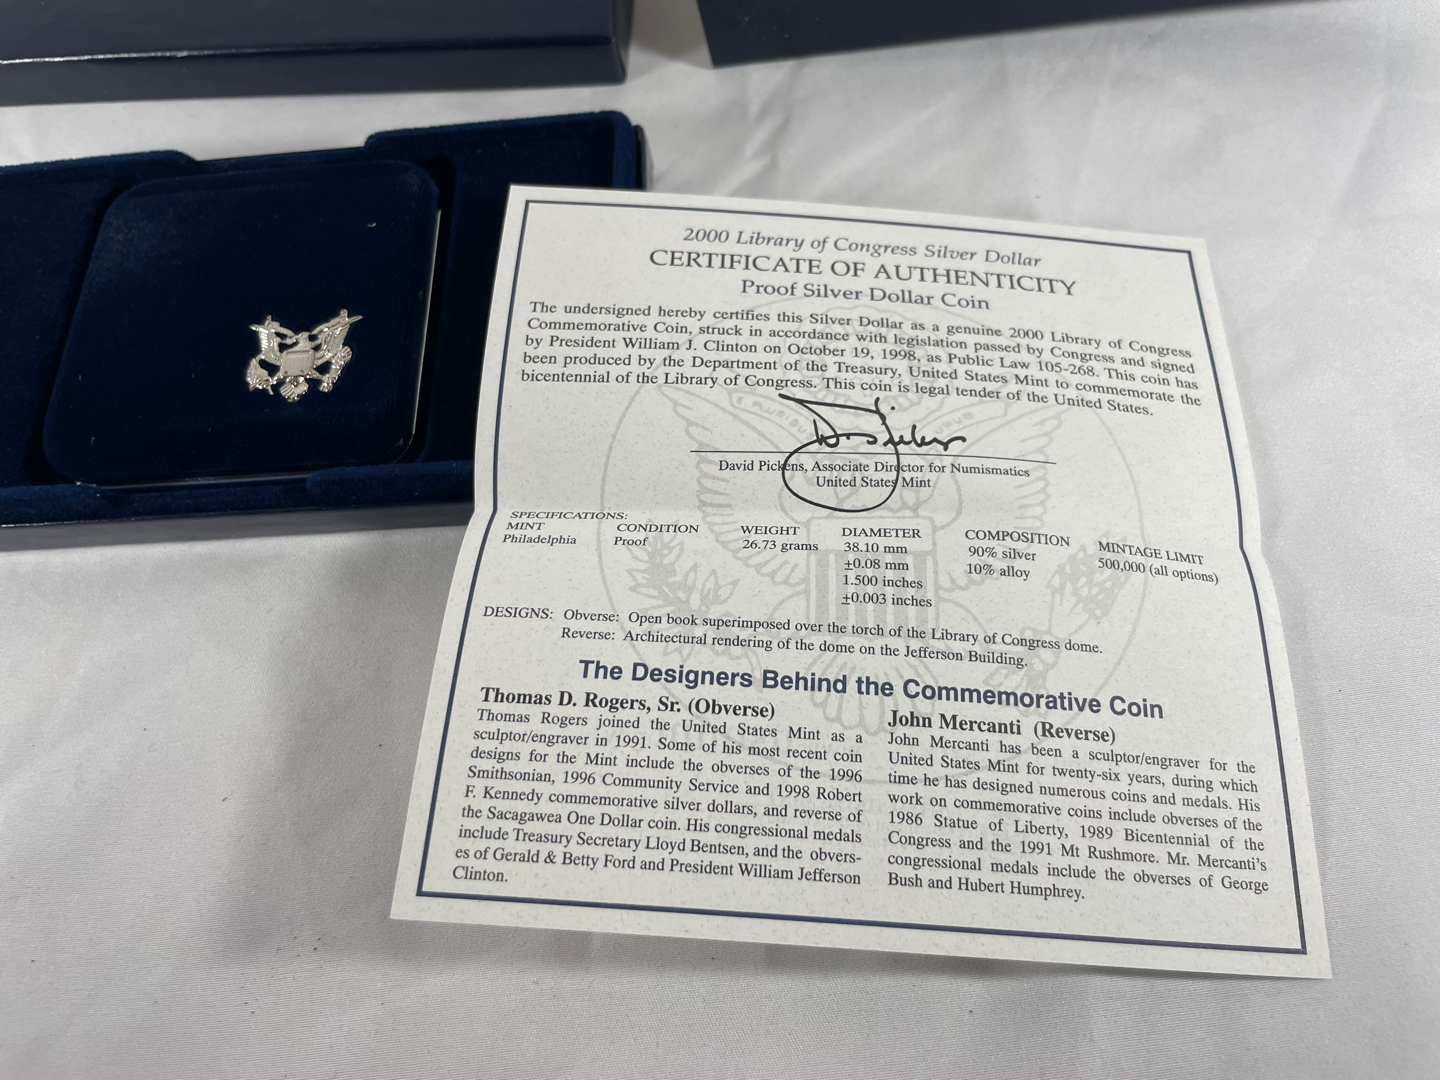 2000 Library of Congress Silver Dollar
CERTIFICATE OF AUTHENTICITY
Proof Silver Dollar Coin
The undersigned hereby certifies this Silver Dollar as a genuine 2000 Library of Congress
Commemorative Coin, struck in accordance with legislation passed by Congress and signed
by President William J. Clinton on October 19, 1998, as Public Law 105-268. This coin has
been produced by the Department of the Treasury, United States Mint to commemorate the
bicentennial of the Library of Congress. This coin is legal tender of the United States.
David Pickens, Associate Director for Numismatics
United States Mint
SPECIFICATIONS:
MINT CONDITION WEIGHT DIAMETER COMPOSITION MINTAGE LIMIT
Philadelphia Proof 26.73 grams 38.10 mm 90% silver 500,000 (all options)
±0.08 mm 10% alloy
1.500 inches
±0.003 inches
DESIGNS: Obverse: Open book superimposed over the torch of the Library of Congress dome.
Reverse: Architectural rendering of the dome on the Jefferson Building.
The Designers Behind the Commemorative Coin
Thomas D. Rogers, Sr. (Obverse)
Thomas Rogers joined the United States Mint as a
sculptor/engraver in 1991. Some of his most recent coin
designs for the Mint include the obverses of the 1996
Smithsonian, 1996 Community Service and 1998 Robert
F. Kennedy commemorative silver dollars, and reverse of
the Sacagawea One Dollar coin. His congressional medals
include Treasury Secretary Lloyd Bentsen, and the obvers-
es of Gerald & Betty Ford and President William Jefferson
Clinton.
John Mercanti (Reverse)
John Mercanti has been a sculptor/engraver for the
United States Mint for twenty-six years, during which
time he has designed numerous coins and medals. His
work on commemorative coins include obverses of the
1986 Statue of Liberty, 1989 Bicentennial of the
Congress and the 1991 Mt Rushmore. Mr. Mercanti's
congressional medals include the obverses of George
Bush and Hubert Humphrey.